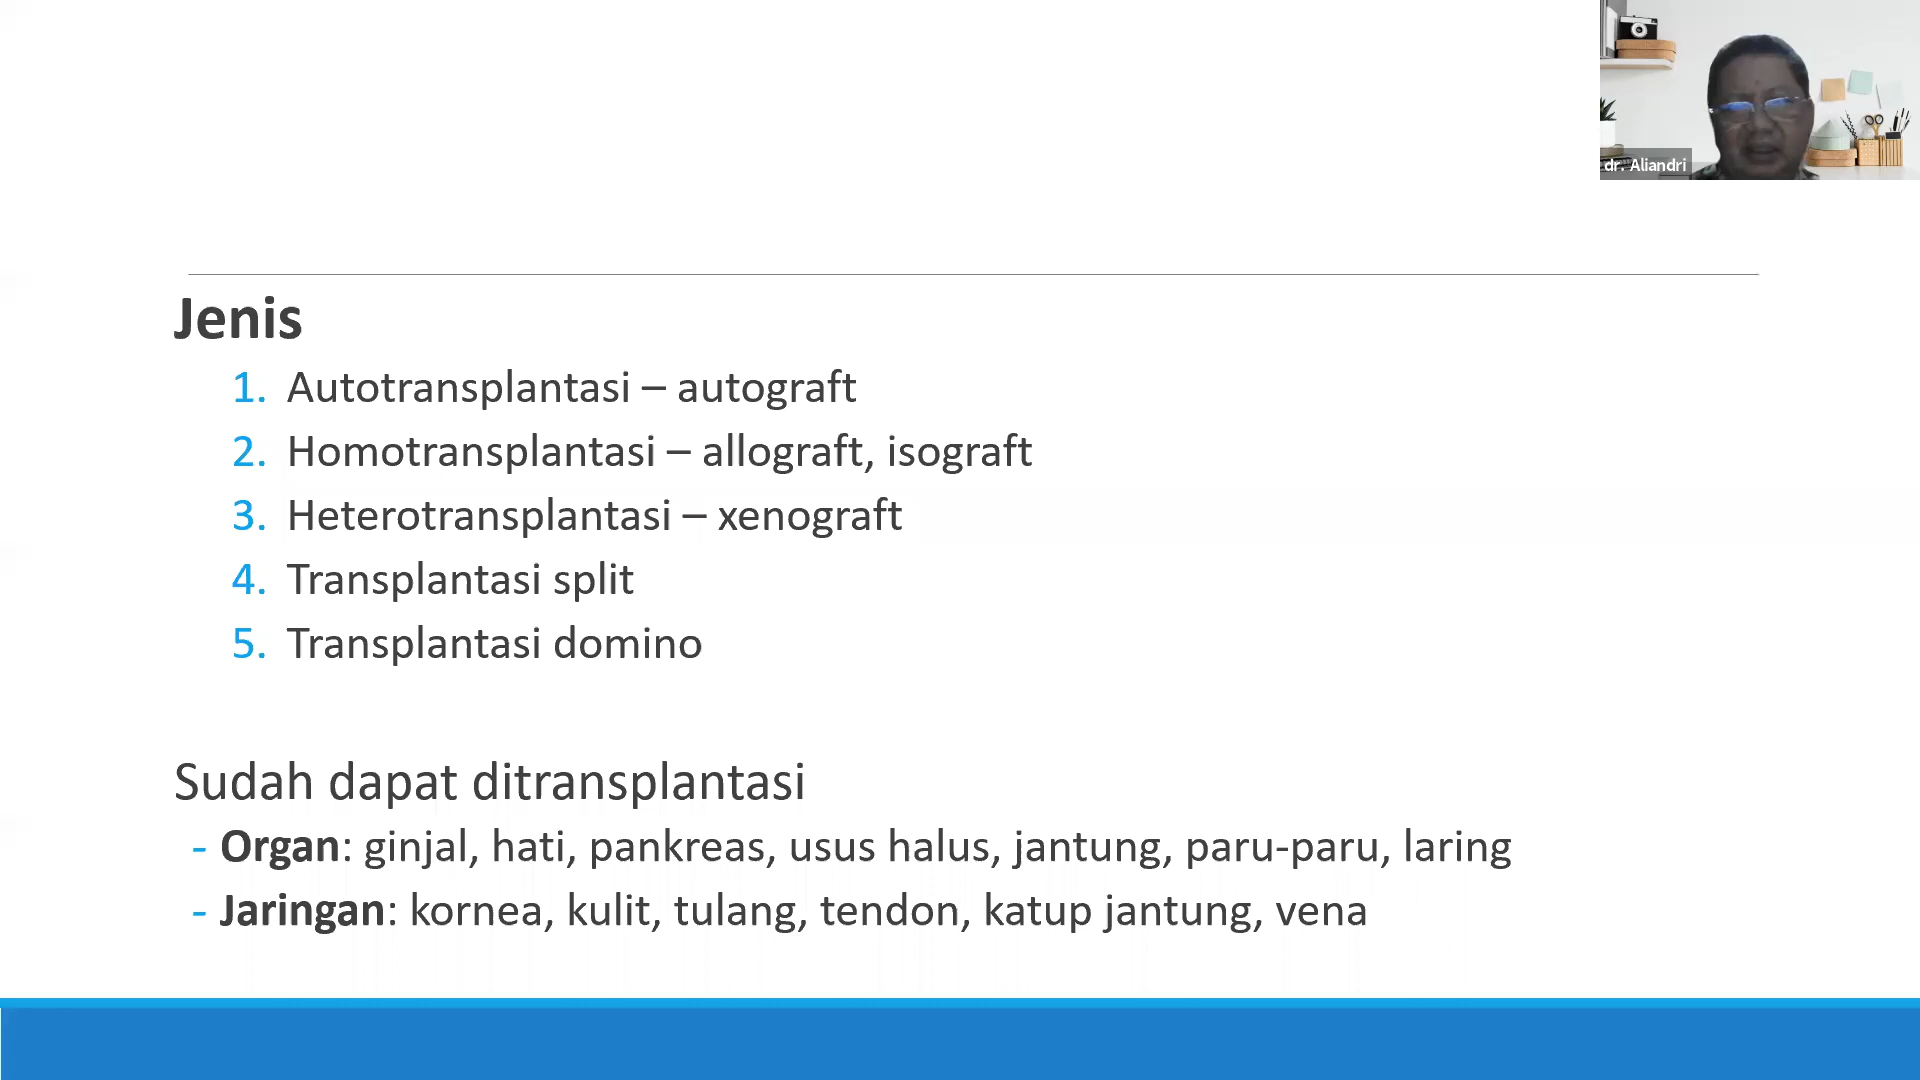 dr. Aliandri
Jenis
1. Autotransplantasi – autograft
2. Homotransplantasi – allograft, isograft
3. Heterotransplantasi – xenograft
4. Transplantasi split
5. Transplantasi domino
Sudah dapat ditransplantasi
- Organ: ginjal, hati, pankreas, usus halus, jantung, paru-paru, laring
- Jaringan: kornea, kulit, tulang, tendon, katup jantung, vena